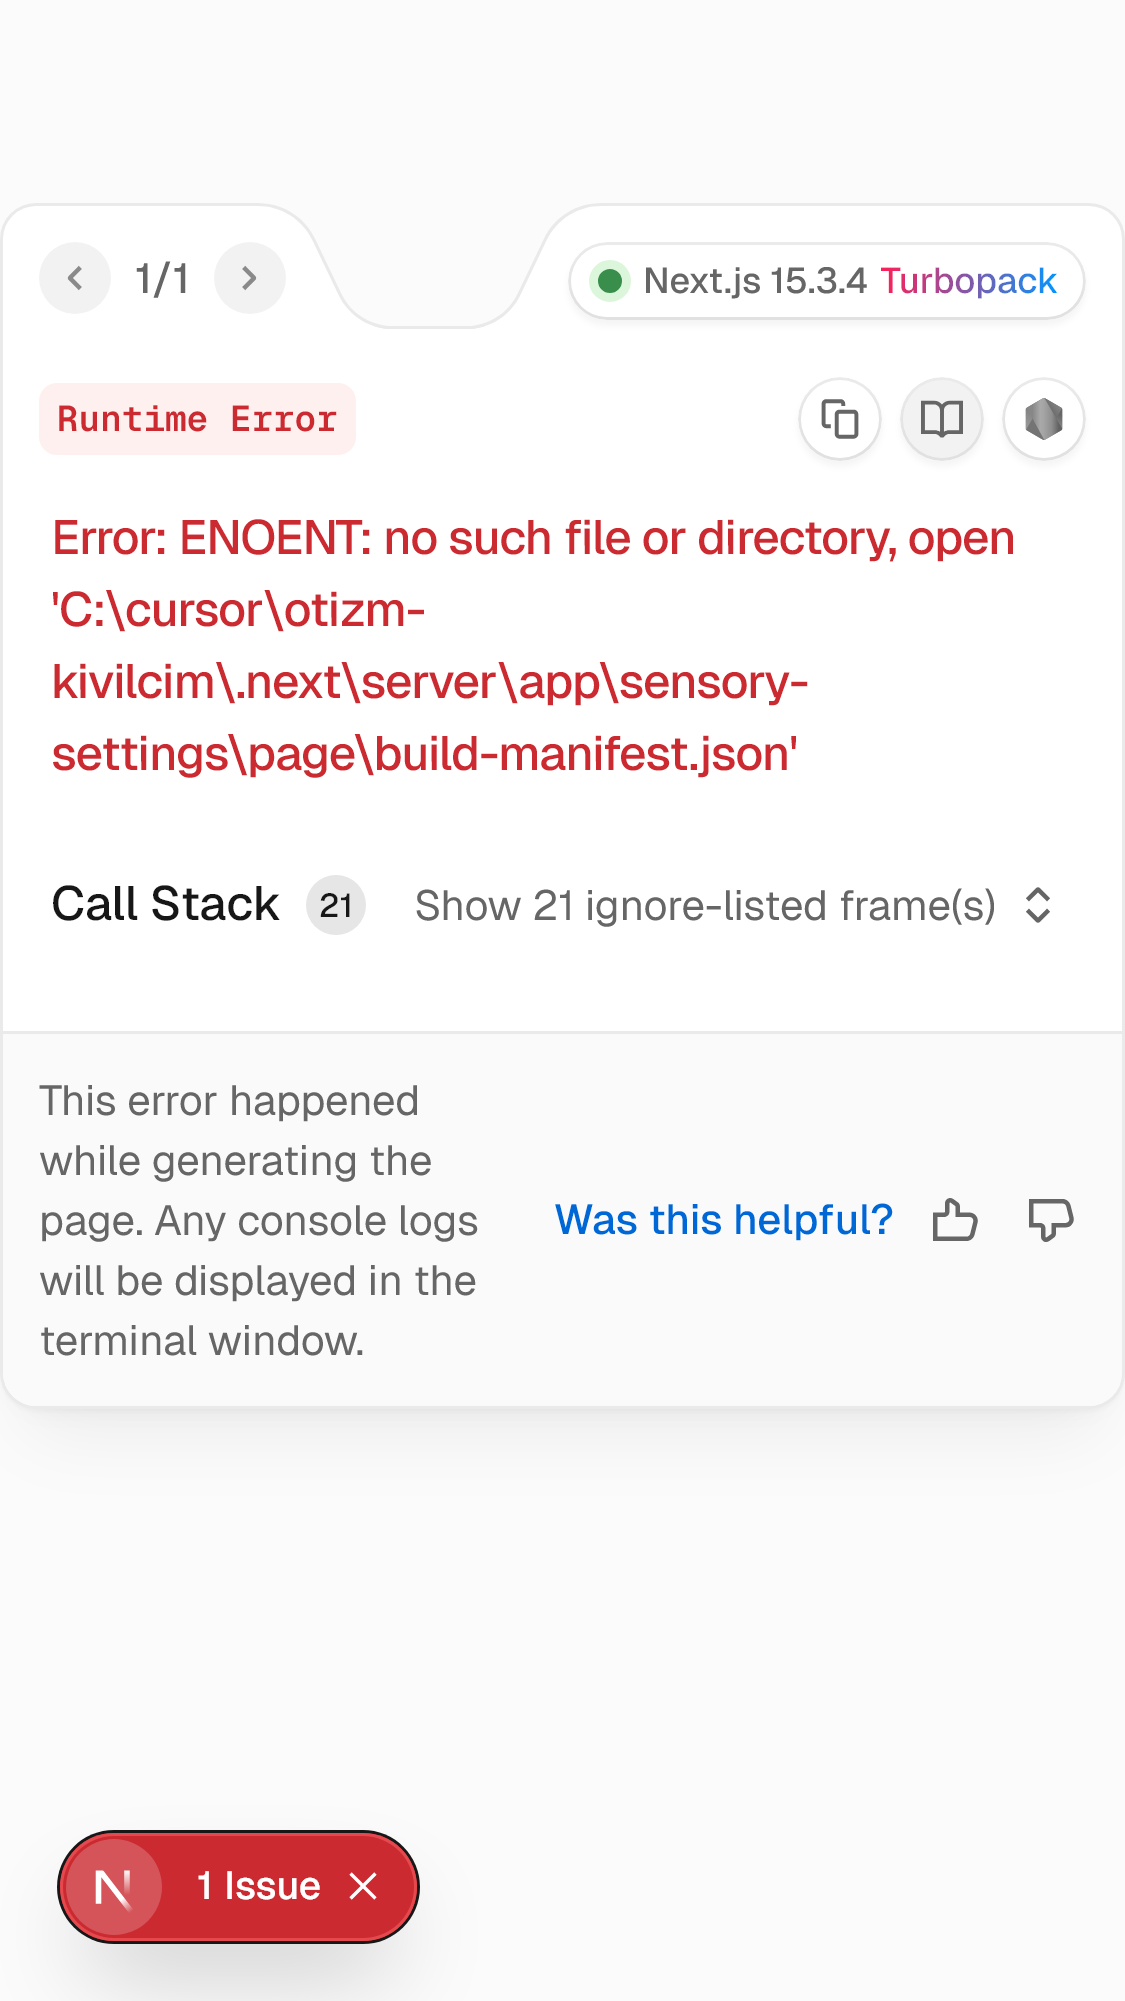 1/1
Next.js 15.3.4 Turbopack
Runtime Error
Error: ENOENT: no such file or directory, open
'C:\cursor\otizm-
kivilcim\.next\server\app\sensory-
settings\page\build-manifest.json'
Call Stack 21 Show 21 ignore-listed frame(s)
This error happened
while generating the
page. Any console logs
will be displayed in the
terminal window.
Was this helpful?
N 1 Issue